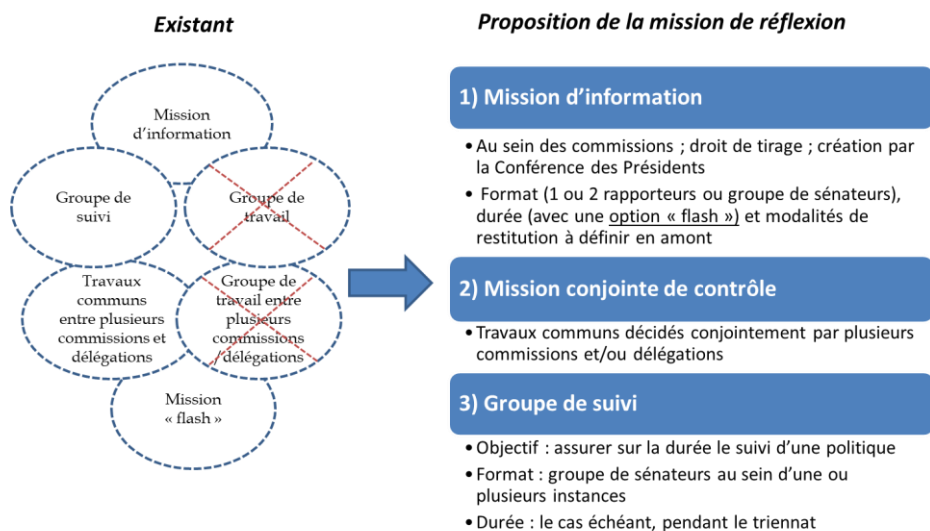 Existant
Mission
d’information
Groupe de
suivi
Groupe de
travail
Travaux
communs
entre plusieurs
commissions et
délégations
Groupe de
travail entre
plusieurs
commissions
/délégations
Mission
« flash »
Proposition de la mission de réflexion
1) Mission d’information
• Au sein des commissions ; droit de tirage ; création par
la Conférence des Présidents
• Format (1 ou 2 rapporteurs ou groupe de sénateurs),
durée (avec une option « flash ») et modalités de
restitution à définir en amont
2) Mission conjointe de contrôle
• Travaux communs décidés conjointement par plusieurs
commissions et/ou délégations
3) Groupe de suivi
• Objectif : assurer sur la durée le suivi d’une politique
• Format : groupe de sénateurs au sein d’une ou
plusieurs instances
• Durée : le cas échéant, pendant le triennat